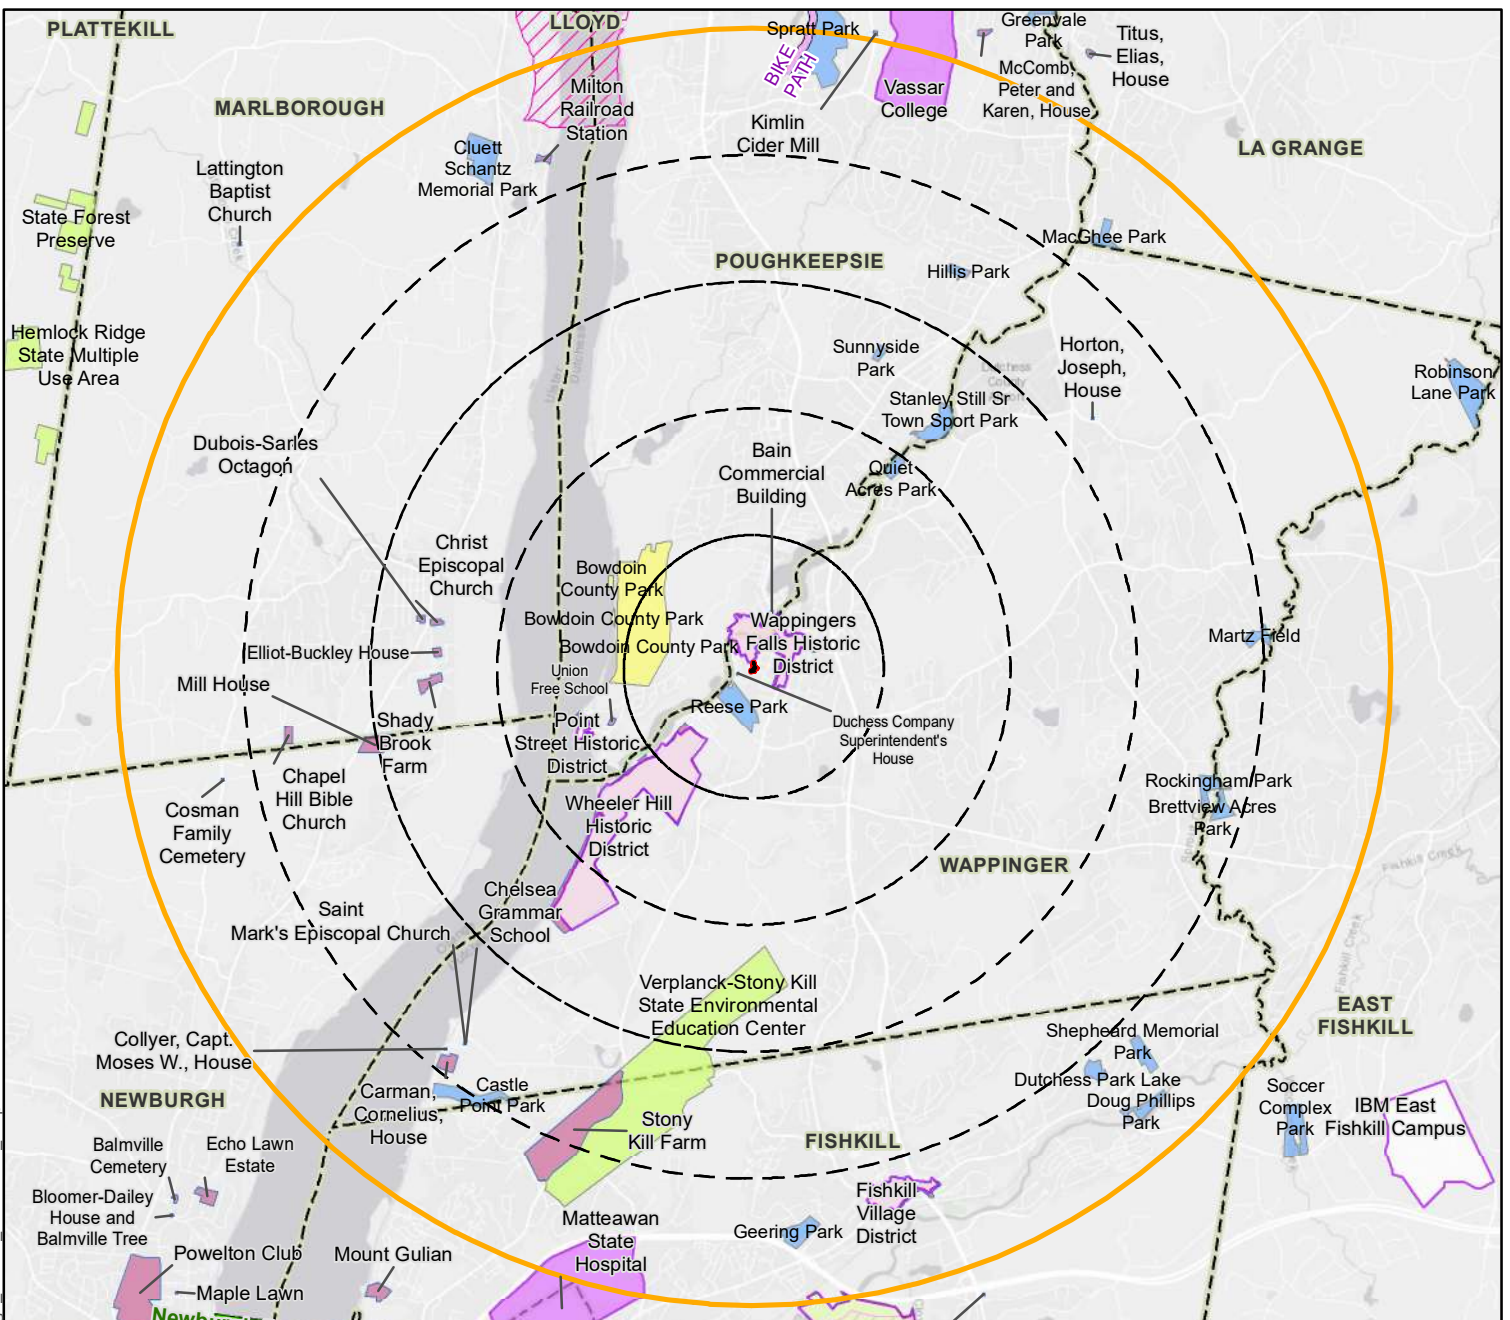 PLATTEKILL
LLOYD
Spratt Park
Greenvale
Park
Titus,
Elias,
House
BIKE
PATH
MARLBOROUGH
Milton
Railroad
Station
Vassar
College
McComb,
Peter and
Karen, House
Kimlin
Cider Mill
LA GRANGE
Cluett
Schantz
Memorial Park
Lattington
Baptist
Church
State Forest
Preserve
MacGhee Park
POUGHKEEPSIE
Hillis Park
Hemlock Ridge
State Multiple
Use Area
Sunnyside
Park
Horton,
Joseph,
House
Robinson
Lane Park
Ulster
Dutchess
Dutchess
County
Stanley Still Sr
Town Sport Park
Dubois-Sarles
Octagon
Bain
Commercial
Building
Quiet
Acres Park
Christ
Episcopal
Church
Bowdoin
County Park
Bowdoin County Park
Bowdoin County Park
Wappingers
Falls Historic
District
Martz Field
Elliot-Buckley House
Union
Free School
Mill House
Reese Park
Shady
Brook
Farm
Point
Street Historic
District
Duchess Company
Superintendent's
House
Chapel
Hill Bible
Church
Cosman
Family
Cemetery
Wheeler Hill
Historic
District
Rockingham Park
Brettview Acres
Park
WAPPINGER
Fishkill Creek
Chelsea
Grammar
School
Saint
Mark's Episcopal Church
Fishkill Creek
Verplanck-Stony Kill
State Environmental
Education Center
EAST
FISHKILL
Collyer, Capt.
Moses W., House
Shepheard Memorial
Park
Dutchess Park Lake
Doug Phillips
Park
NEWBURGH
Carman,
Cornelius,
House
Castle
Point Park
Stony
Kill Farm
FISHKILL
Soccer
Complex
Park
IBM East
Fishkill Campus
Balmville
Cemetery
Echo Lawn
Estate
Bloomer-Dailey
House and
Balmville Tree
Fishkill
Village
District
Geering Park
Matteawan
State
Hospital
Powelton Club
Mount Gulian
Maple Lawn